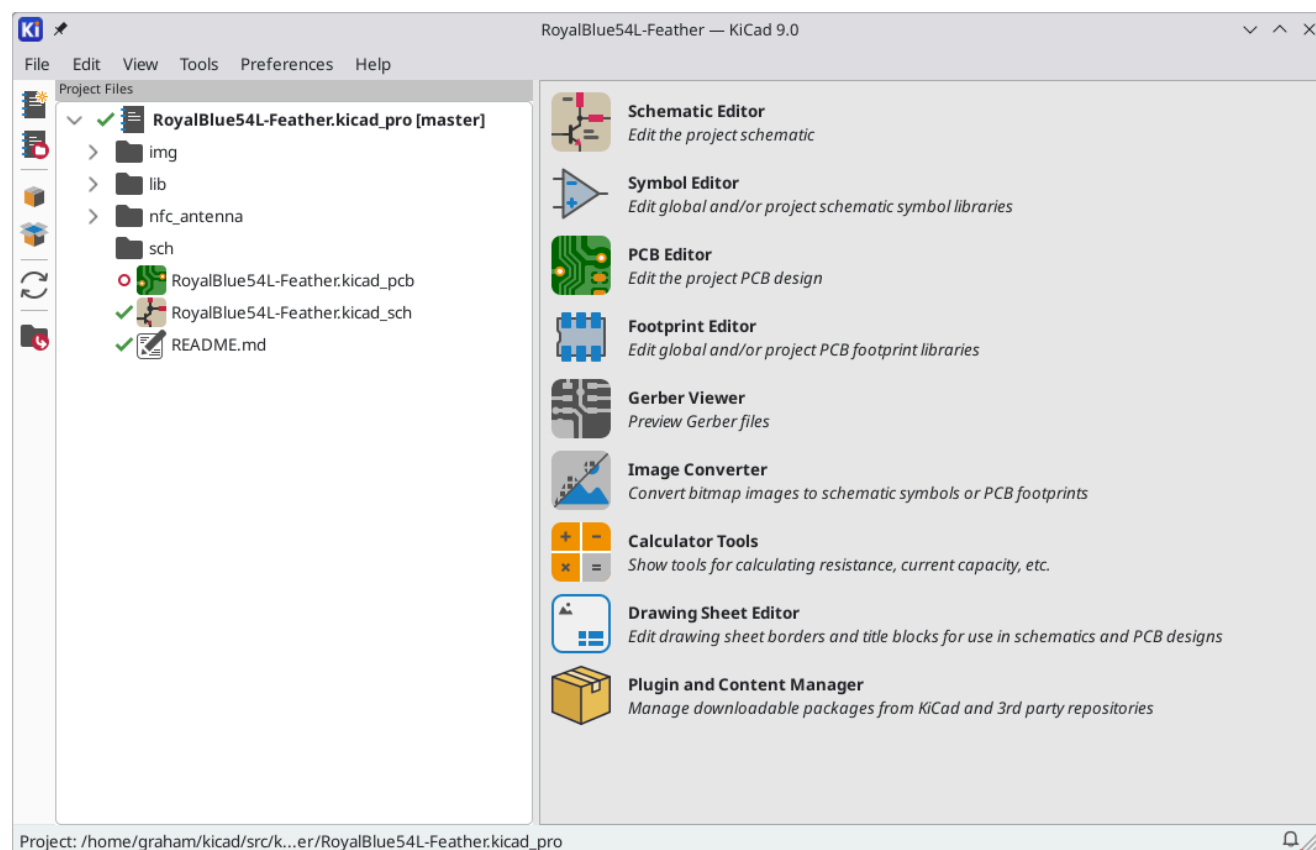 Ki
RoyalBlue54L-Feather — KiCad 9.0
File Edit View Tools Preferences Help
Project Files
RoyalBlue54L-Feather.kicad_pro [master]
img
lib
nfc_antenna
sch
RoyalBlue54L-Feather.kicad_pcb
RoyalBlue54L-Feather.kicad_sch
README.md
Schematic Editor
Edit the project schematic
Symbol Editor
Edit global and/or project schematic symbol libraries
PCB Editor
Edit the project PCB design
Footprint Editor
Edit global and/or project PCB footprint libraries
Gerber Viewer
Preview Gerber files
Image Converter
Convert bitmap images to schematic symbols or PCB footprints
Calculator Tools
Show tools for calculating resistance, current capacity, etc.
Drawing Sheet Editor
Edit drawing sheet borders and title blocks for use in schematics and PCB designs
Plugin and Content Manager
Manage downloadable packages from KiCad and 3rd party repositories
Project: /home/graham/kicad/src/k...er/RoyalBlue54L-Feather.kicad_pro